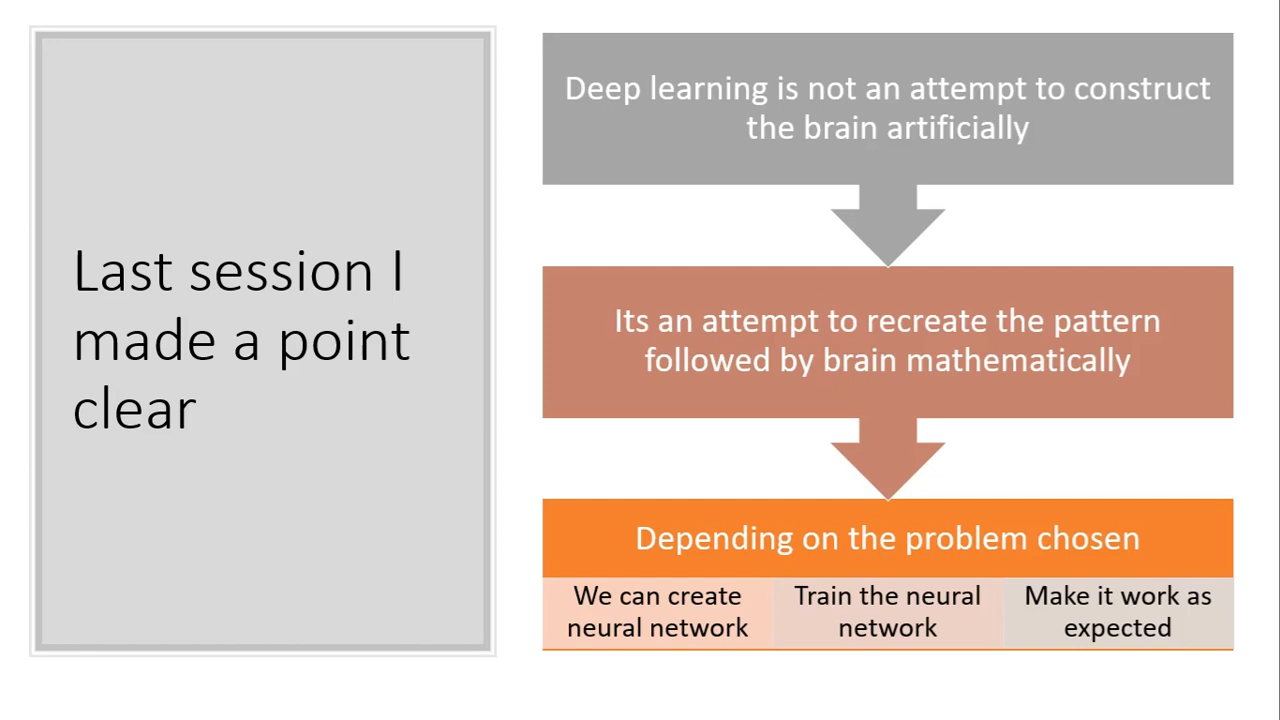 Last session I
made a point
clear
Deep learning is not an attempt to construct
the brain artificially
Its an attempt to recreate the pattern
followed by brain mathematically
Depending on the problem chosen
We can create
neural network
Train the neural
network
Make it work as
expected